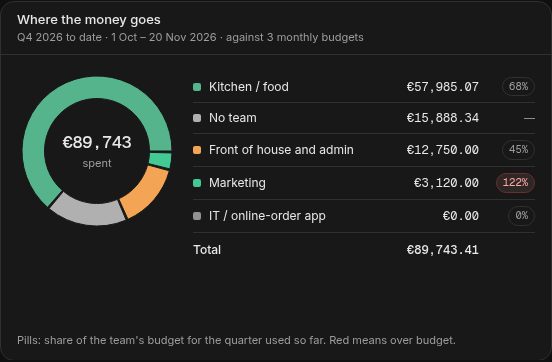 Where the money goes
Q4 2026 to date · 1 Oct – 20 Nov 2026 · against 3 monthly budgets
€89,743
spent
Kitchen / food €57,985.07 68%
No team €15,888.34 —
Front of house and admin €12,750.00 45%
Marketing €3,120.00 122%
IT / online-order app €0.00 0%
Total €89,743.41
Pills: share of the team's budget for the quarter used so far. Red means over budget.